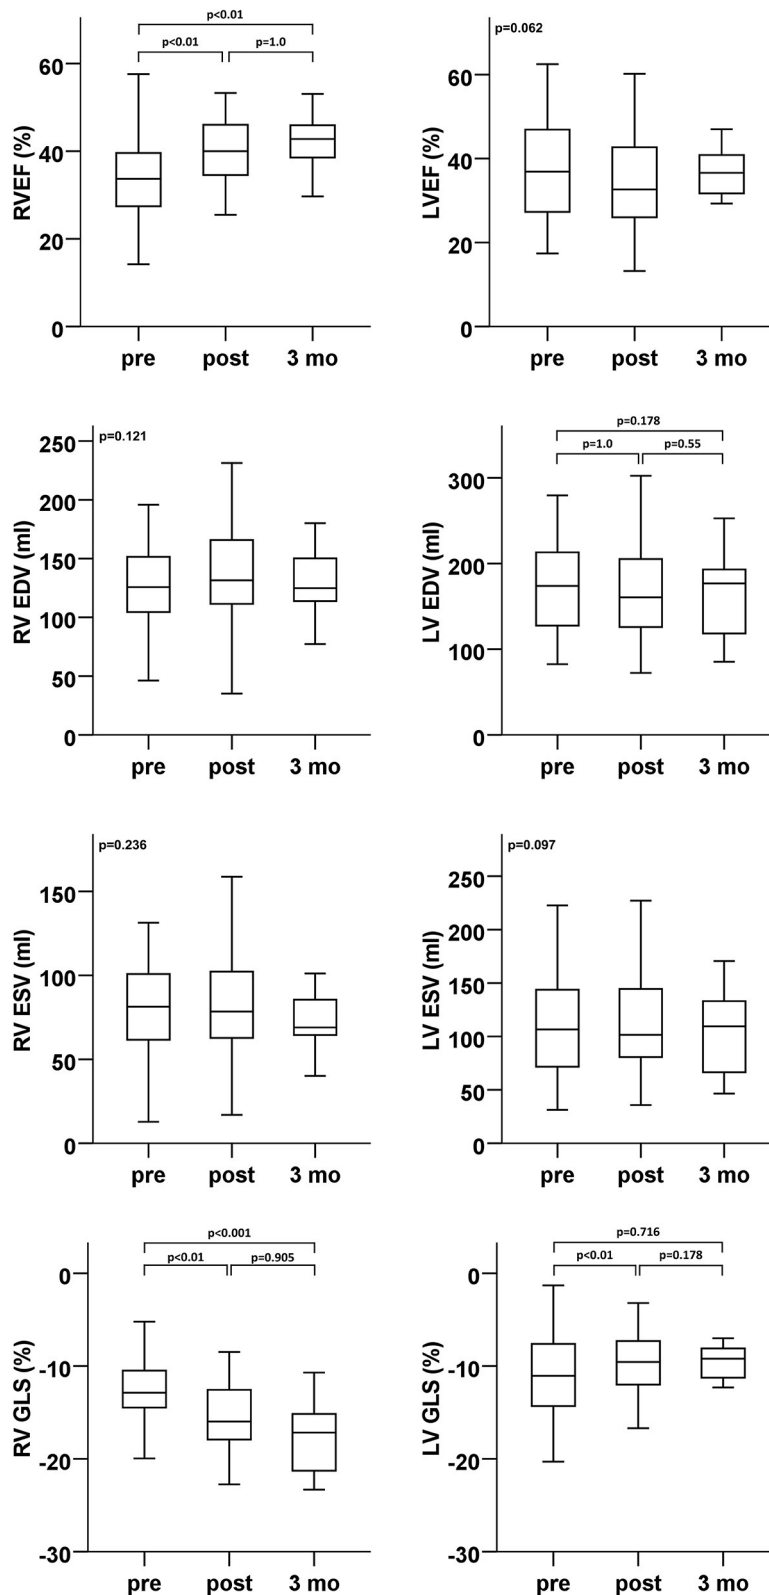 p<0.01
p<0.01 p=1.0
RVEF (%)
60
40
20
0
pre post 3 mo
p=0.062
LVEF (%)
60
40
20
0
pre post 3 mo
p=0.121
RV EDV (ml)
250
200
150
100
50
0
pre post 3 mo
p=0.178
p=1.0 p=0.55
LV EDV (ml)
300
200
100
0
pre post 3 mo
p=0.236
RV ESV (ml)
150
100
50
0
pre post 3 mo
p=0.097
LV ESV (ml)
250
200
150
100
50
0
pre post 3 mo
p<0.001
p<0.01 p=0.905
RV GLS (%)
0
-10
-20
-30
pre post 3 mo
p=0.716
p<0.01 p=0.178
LV GLS (%)
0
-10
-20
-30
pre post 3 mo